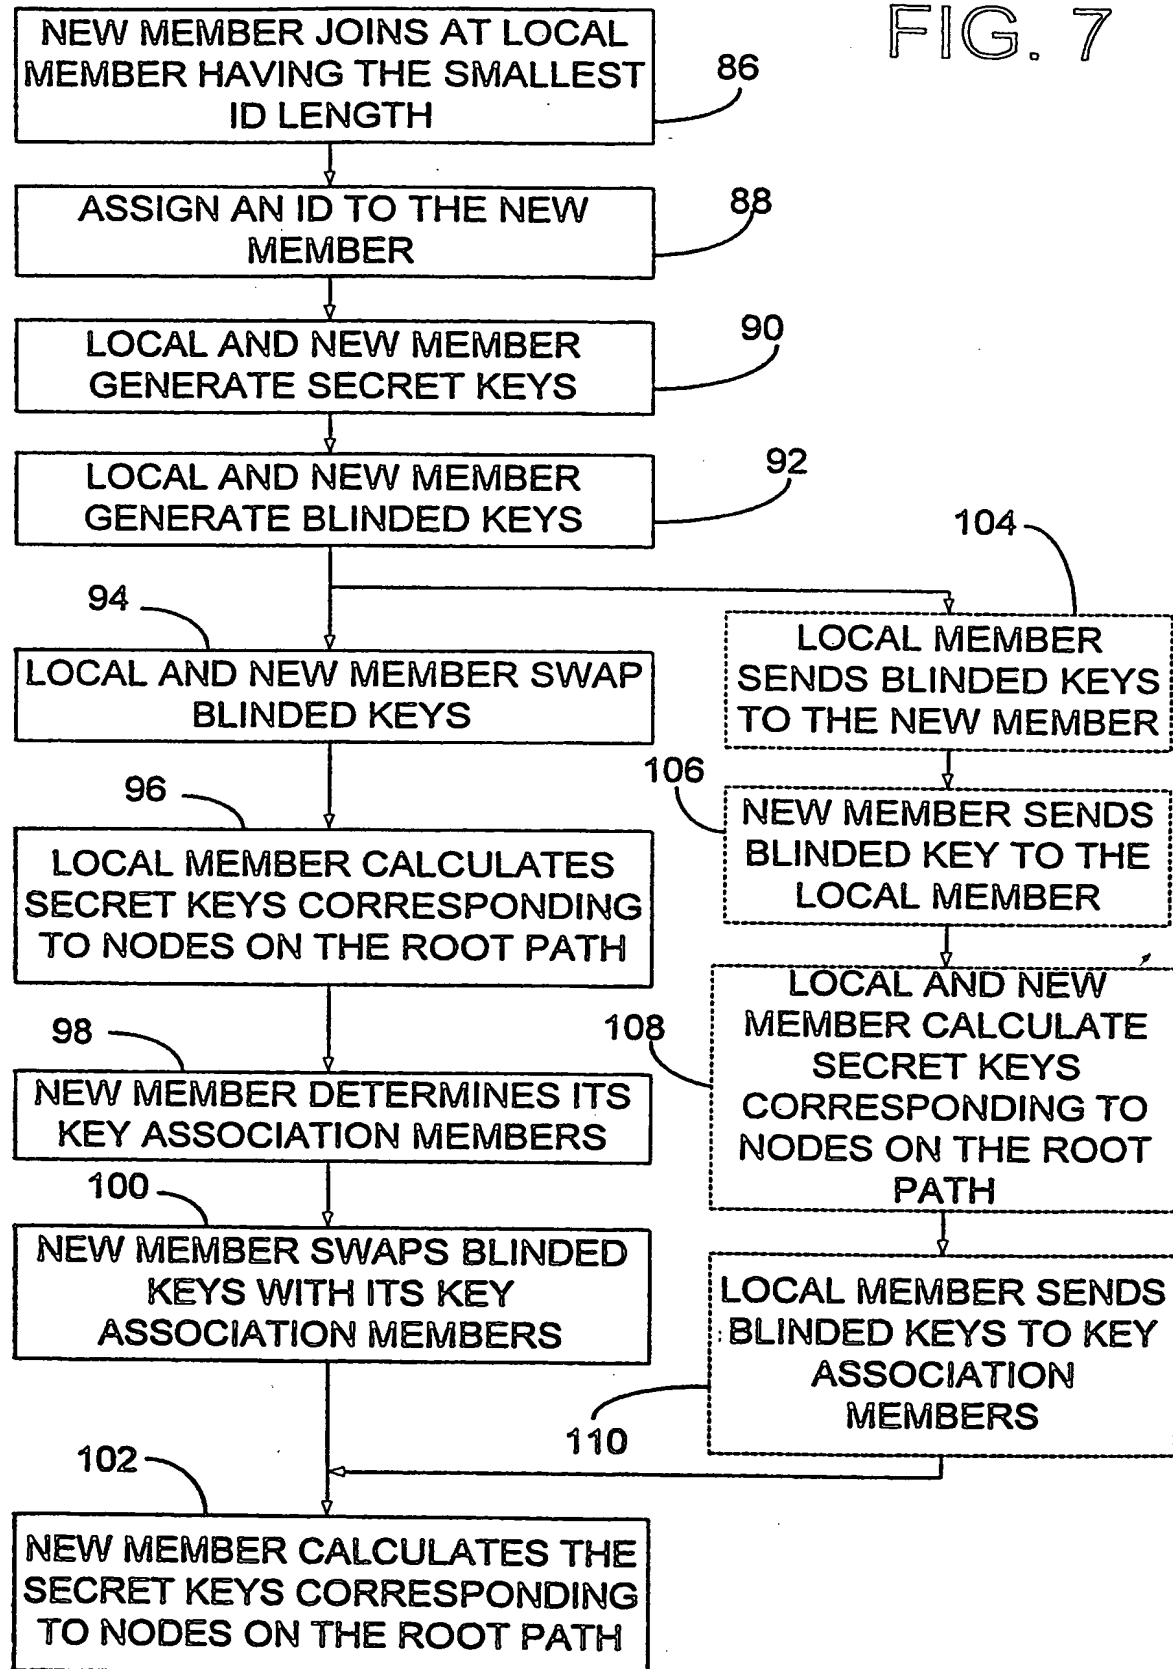 FIG. 7
NEW MEMBER JOINS AT LOCAL
MEMBER HAVING THE SMALLEST
ID LENGTH
86
ASSIGN AN ID TO THE NEW
MEMBER
88
LOCAL AND NEW MEMBER
GENERATE SECRET KEYS
90
LOCAL AND NEW MEMBER
GENERATE BLINDED KEYS
92
94
LOCAL AND NEW MEMBER SWAP
BLINDED KEYS
96
LOCAL MEMBER CALCULATES
SECRET KEYS CORRESPONDING
TO NODES ON THE ROOT PATH
98
NEW MEMBER DETERMINES ITS
KEY ASSOCIATION MEMBERS
100
NEW MEMBER SWAPS BLINDED
KEYS WITH ITS KEY
ASSOCIATION MEMBERS
104
LOCAL MEMBER
SENDS BLINDED KEYS
TO THE NEW MEMBER
106
NEW MEMBER SENDS
BLINDED KEY TO THE
LOCAL MEMBER
108
LOCAL AND NEW
MEMBER CALCULATE
SECRET KEYS
CORRESPONDING TO
NODES ON THE ROOT
PATH
LOCAL MEMBER SENDS
BLINDED KEYS TO KEY
ASSOCIATION
MEMBERS
110
102
NEW MEMBER CALCULATES THE
SECRET KEYS CORRESPONDING
TO NODES ON THE ROOT PATH